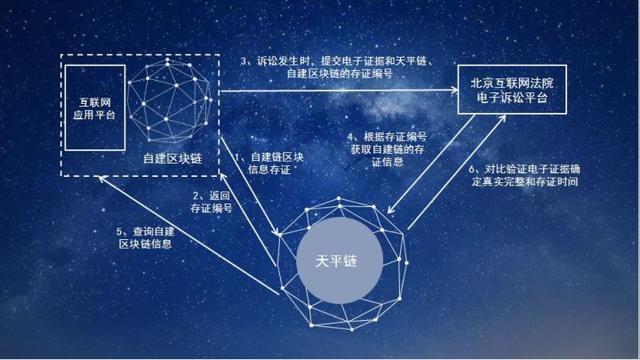 3、诉讼发生时，提交电子证据和天平链、
自建区块链的存证编号
互联网
应用平台
自建区块链
北京互联网法院
电子诉讼平台
1、自建链区块
信息存证
4、根据存证编号
获取自建链的存
证信息
6、对比验证电子证据确
定真实完整和存证时间
2、返回
存证编号
5、查询自建
区块链信息
天平链